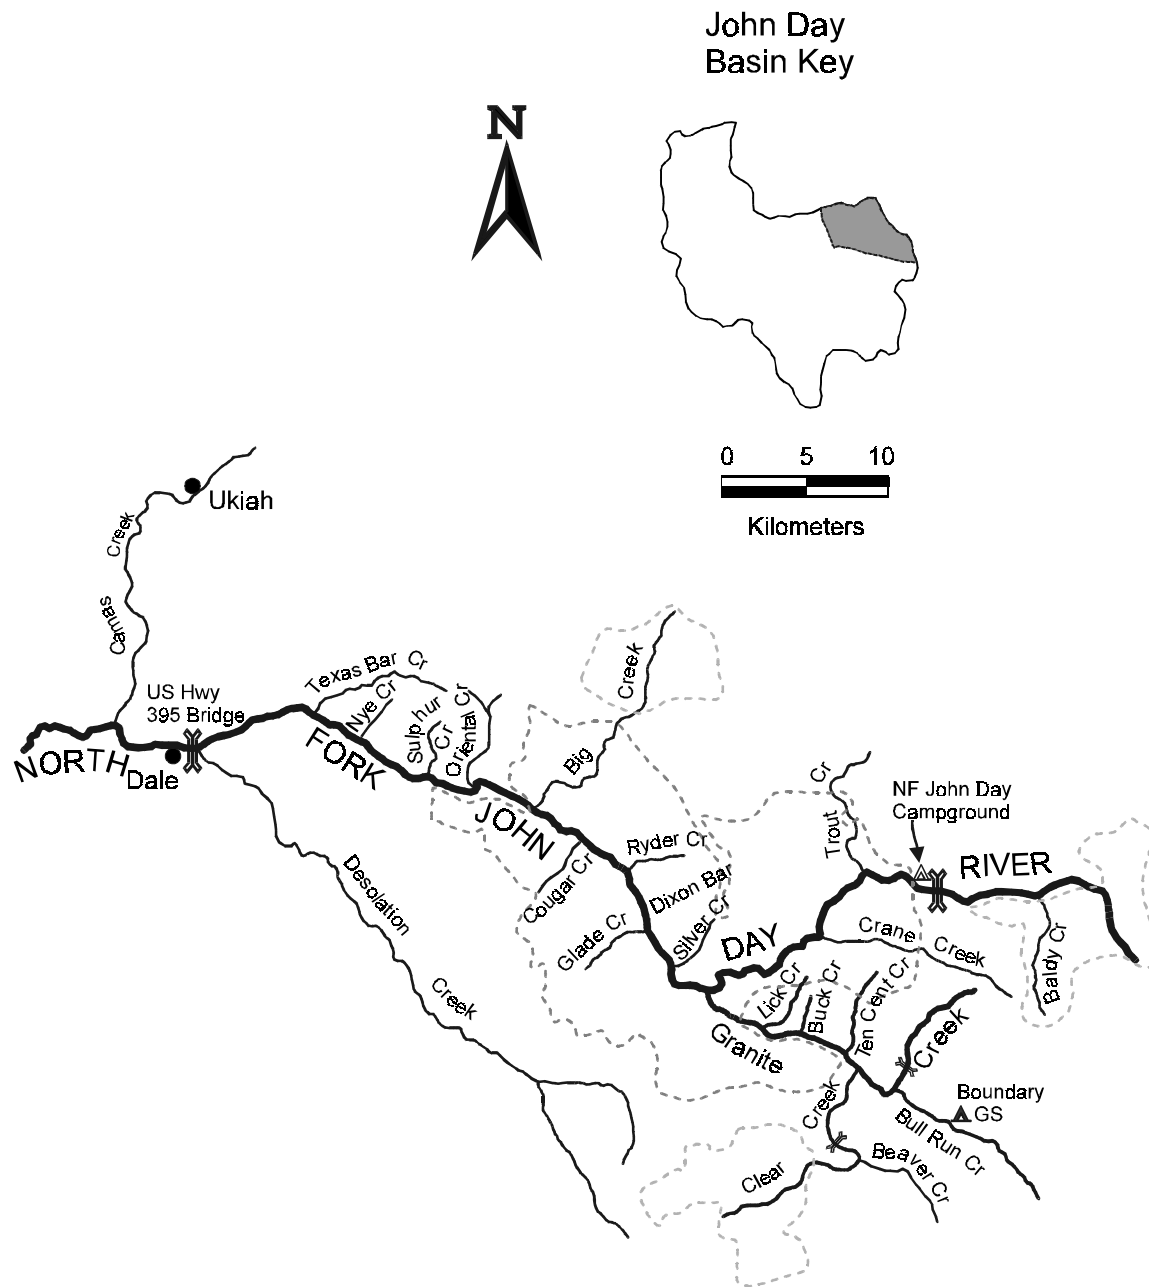 John Day
Basin Key
N
0 5 10
Kilometers
Ukiah
Camas Creek
US Hwy
395 Bridge
Dale
NORTH FORK JOHN DAY RIVER
Texas Bar Cr
Nye Cr
Sulphur Cr
Oriental Cr
Big Creek
Desolation Creek
Cougar Cr
Ryder Cr
Dixon Bar
Glade Cr
Silver Cr
Trout Cr
NF John Day
Campground
Crane Creek
Baldy Cr
Lick Cr
Buck Cr
Ten Cent Cr
Granite Creek
Boundary
GS
Bull Run Cr
Beaver Cr
Clear Creek